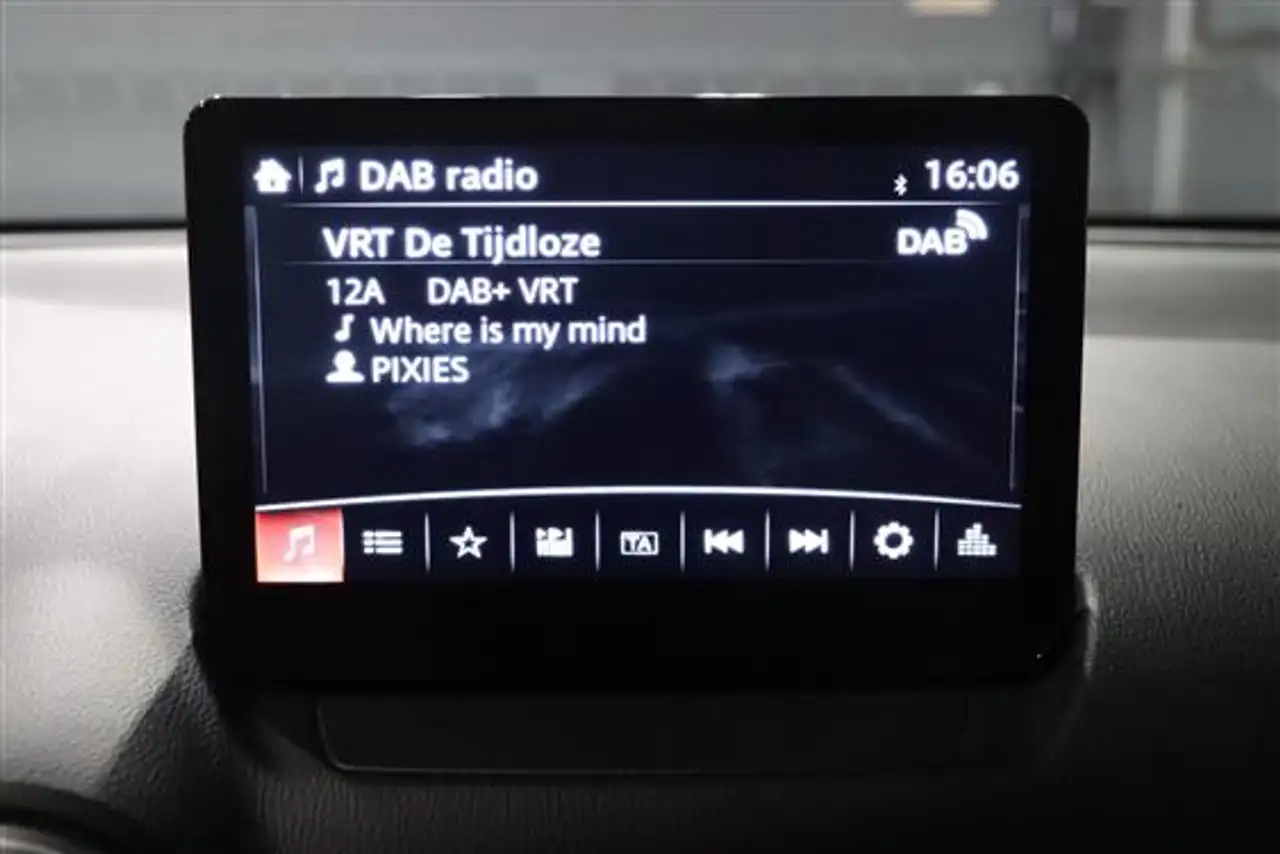 DAB radio 16:06
VRT De Tijdloze DAB
12A DAB+ VRT
Where is my mind
PIXIES
TA